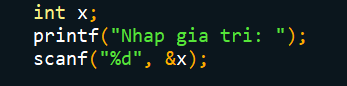 int x;
printf("Nhap gia tri: ");
scanf("%d", &x);